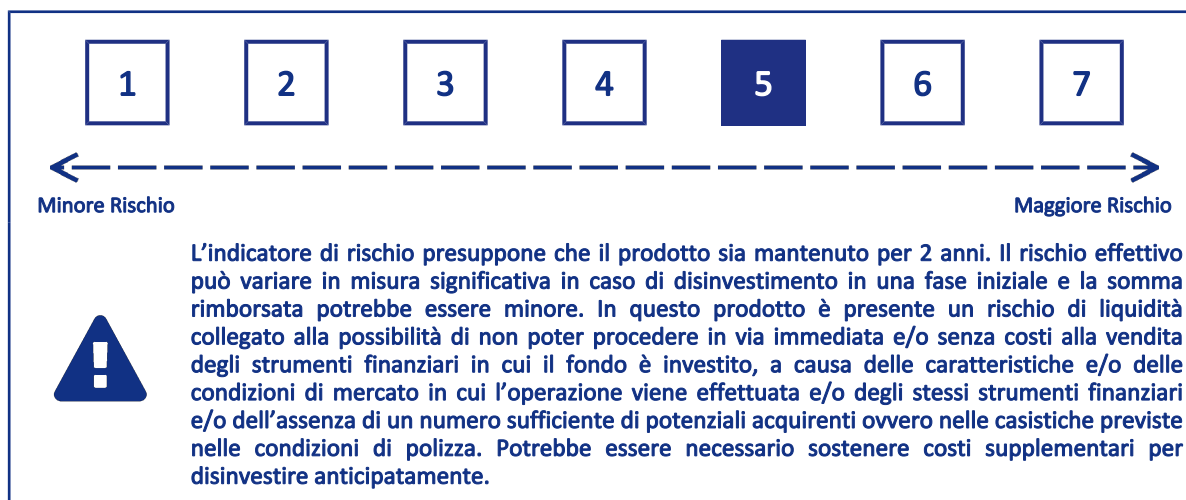 1 2 3 4 5 6 7
Minore Rischio Maggiore Rischio
L'indicatore di rischio presuppone che il prodotto sia mantenuto per 2 anni. Il rischio effettivo
può variare in misura significativa in caso di disinvestimento in una fase iniziale e la somma
rimborsata potrebbe essere minore. In questo prodotto è presente un rischio di liquidità
collegato alla possibilità di non poter procedere in via immediata e/o senza costi alla vendita
degli strumenti finanziari in cui il fondo è investito, a causa delle caratteristiche e/o delle
condizioni di mercato in cui l'operazione viene effettuata e/o degli stessi strumenti finanziari
e/o dell'assenza di un numero sufficiente di potenziali acquirenti ovvero nelle casistiche previste
nelle condizioni di polizza. Potrebbe essere necessario sostenere costi supplementari per
disinvestire anticipatamente.